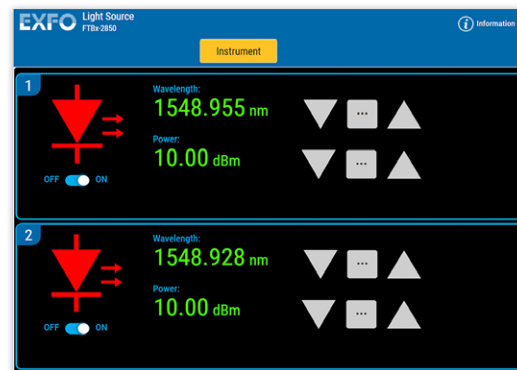 EXFO Light Source
FTBx-2850
Information
Instrument
1
Wavelength:
1548.955 nm
...
Power:
10.00 dBm
...
OFF ON
2
Wavelength:
1548.928 nm
...
Power:
10.00 dBm
...
OFF ON